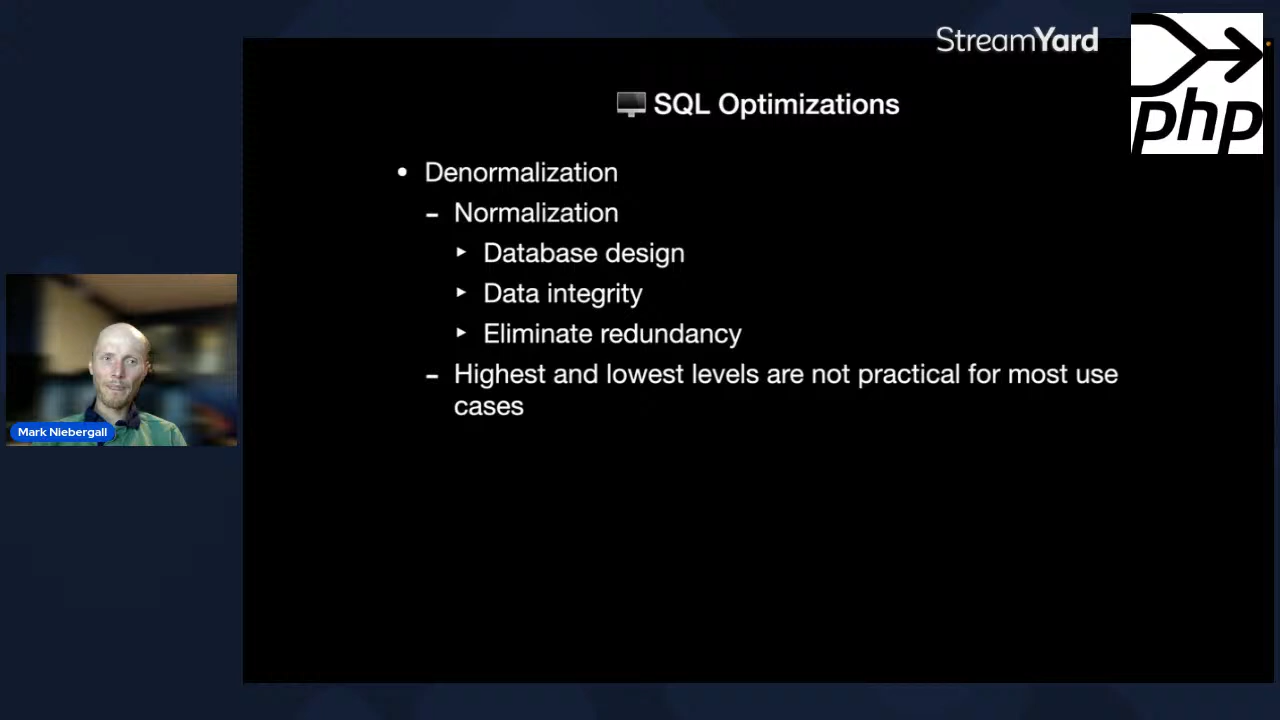 StreamYard
php
🖥️ SQL Optimizations
• Denormalization
– Normalization
‣ Database design
‣ Data integrity
‣ Eliminate redundancy
– Highest and lowest levels are not practical for most use
cases
Mark Niebergall